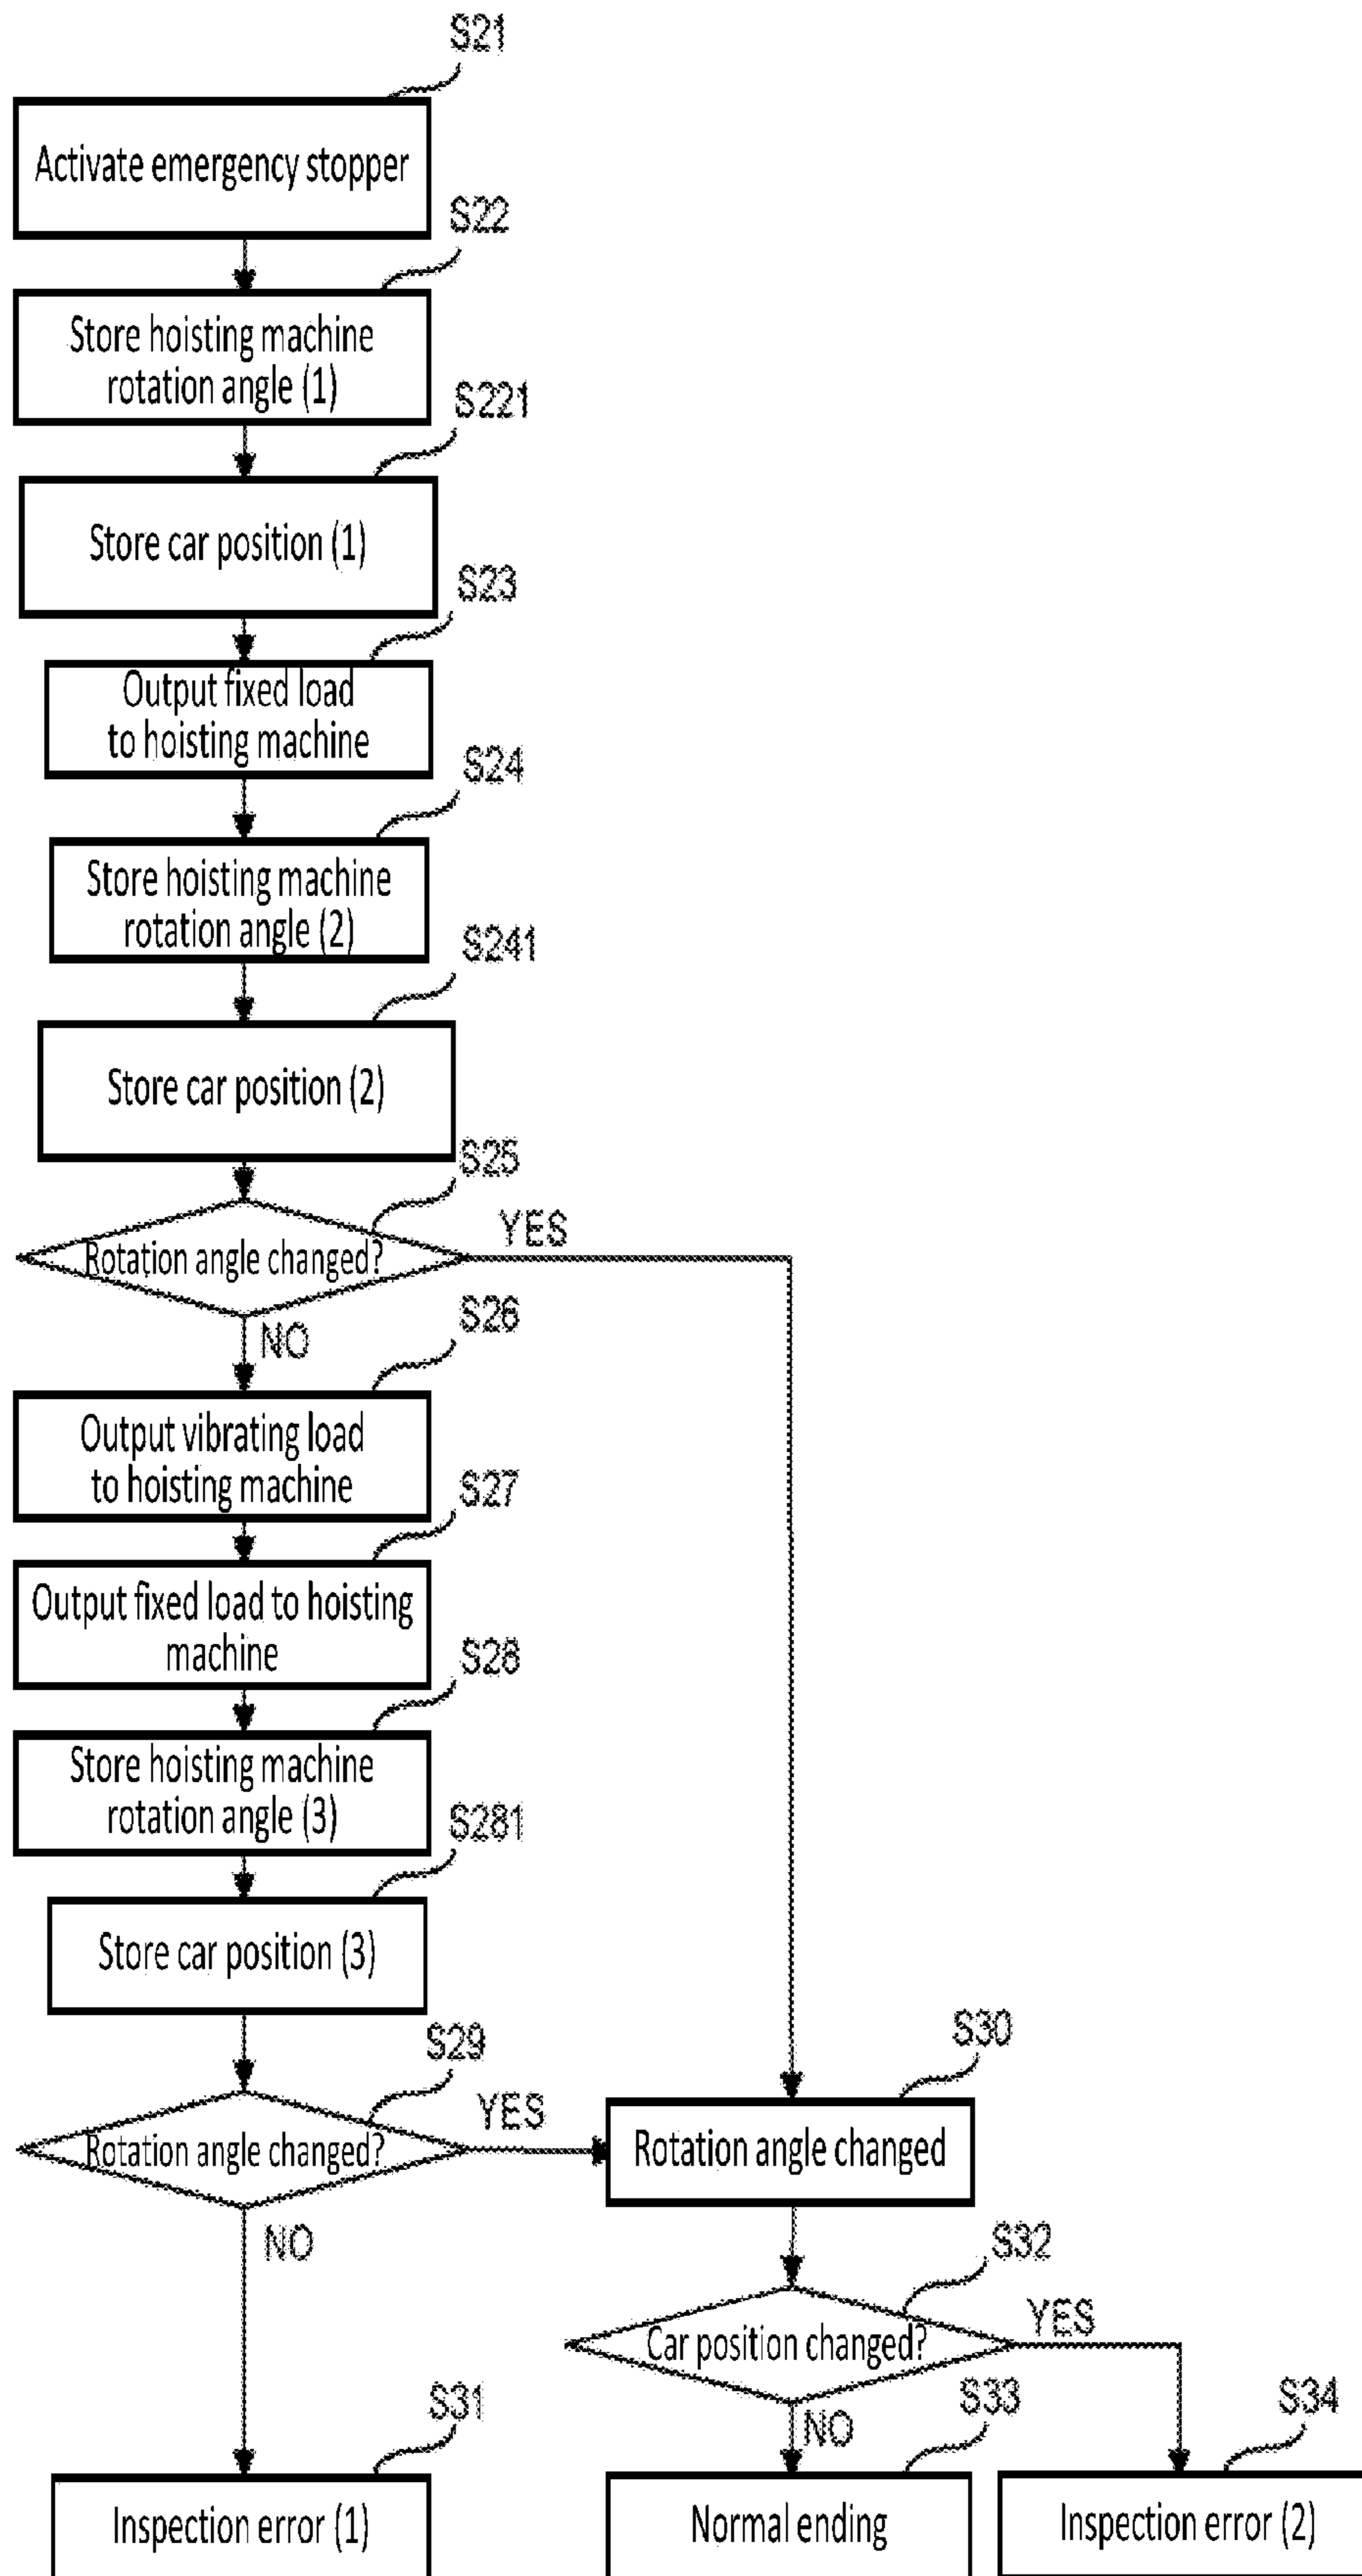 S21
Activate emergency stopper
S22
Store hoisting machine
rotation angle (1)
S221
Store car position (1)
S23
Output fixed load
to hoisting machine
S24
Store hoisting machine
rotation angle (2)
S241
Store car position (2)
S25
Rotation angle changed?
YES
NO
S26
Output vibrating load
to hoisting machine
S27
Output fixed load to hoisting
machine
S28
Store hoisting machine
rotation angle (3)
S281
Store car position (3)
S29
Rotation angle changed?
YES
NO
S30
Rotation angle changed
S32
Car position changed?
YES
NO
S31
Inspection error (1)
S33
Normal ending
S34
Inspection error (2)